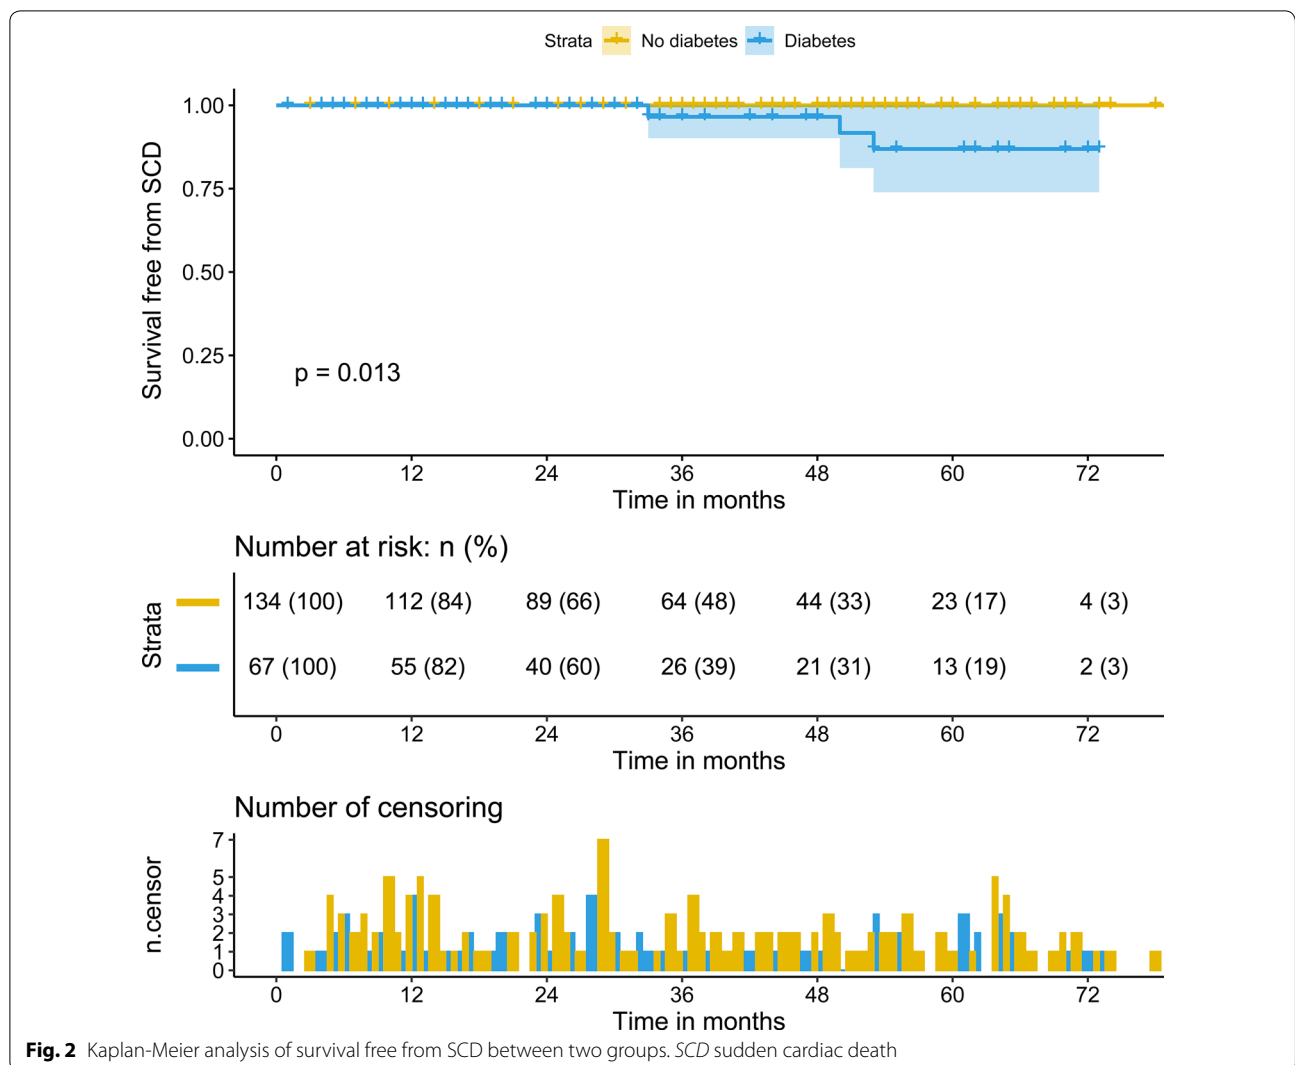 Strata No diabetes Diabetes
Survival free from SCD
1.00
0.75
0.50
0.25
0.00
p = 0.013
0 12 24 36 48 60 72
Time in months
Number at risk: n (%)
Strata
134 (100) 112 (84) 89 (66) 64 (48) 44 (33) 23 (17) 4 (3)
67 (100) 55 (82) 40 (60) 26 (39) 21 (31) 13 (19) 2 (3)
0 12 24 36 48 60 72
Time in months
Number of censoring
n.censor
7
5
4
3
2
1
0
0 12 24 36 48 60 72
Time in months
Fig. 2 Kaplan-Meier analysis of survival free from SCD between two groups. SCD sudden cardiac death